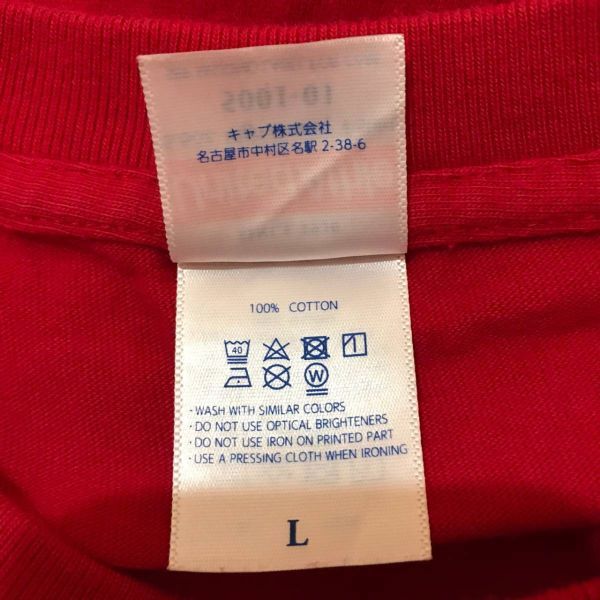 キャブ株式会社
名古屋市中村区名駅 2-38-6
100% COTTON
40
W
· WASH WITH SIMILAR COLORS
· DO NOT USE OPTICAL BRIGHTENERS
· DO NOT USE IRON ON PRINTED PART
· USE A PRESSING CLOTH WHEN IRONING
L